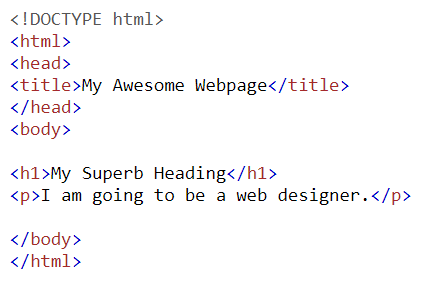 <!DOCTYPE html>
<html>
<head>
<title>My Awesome Webpage</title>
</head>
<body>
<h1>My Superb Heading</h1>
<p>I am going to be a web designer.</p>
</body>
</html>